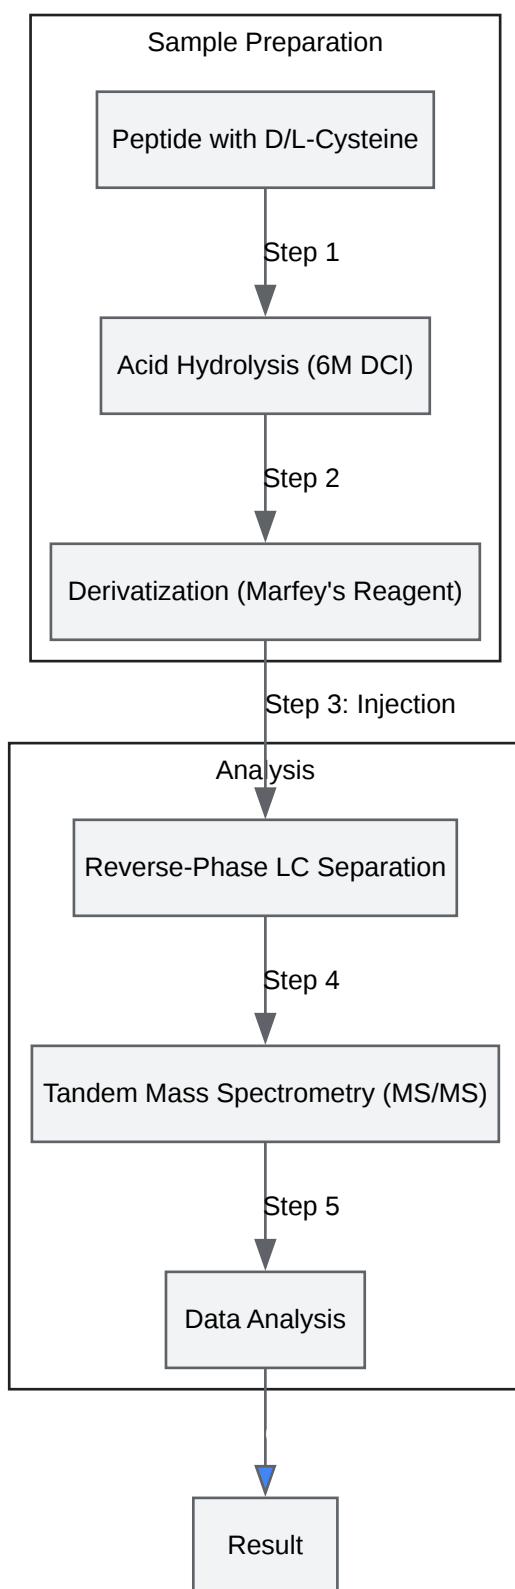 Sample Preparation
Peptide with D/L-Cysteine
Step 1
Acid Hydrolysis (6M DCl)
Step 2
Derivatization (Marfey's Reagent)
Step 3: Injection
Analysis
Reverse-Phase LC Separation
Step 4
Tandem Mass Spectrometry (MS/MS)
Step 5
Data Analysis
Result